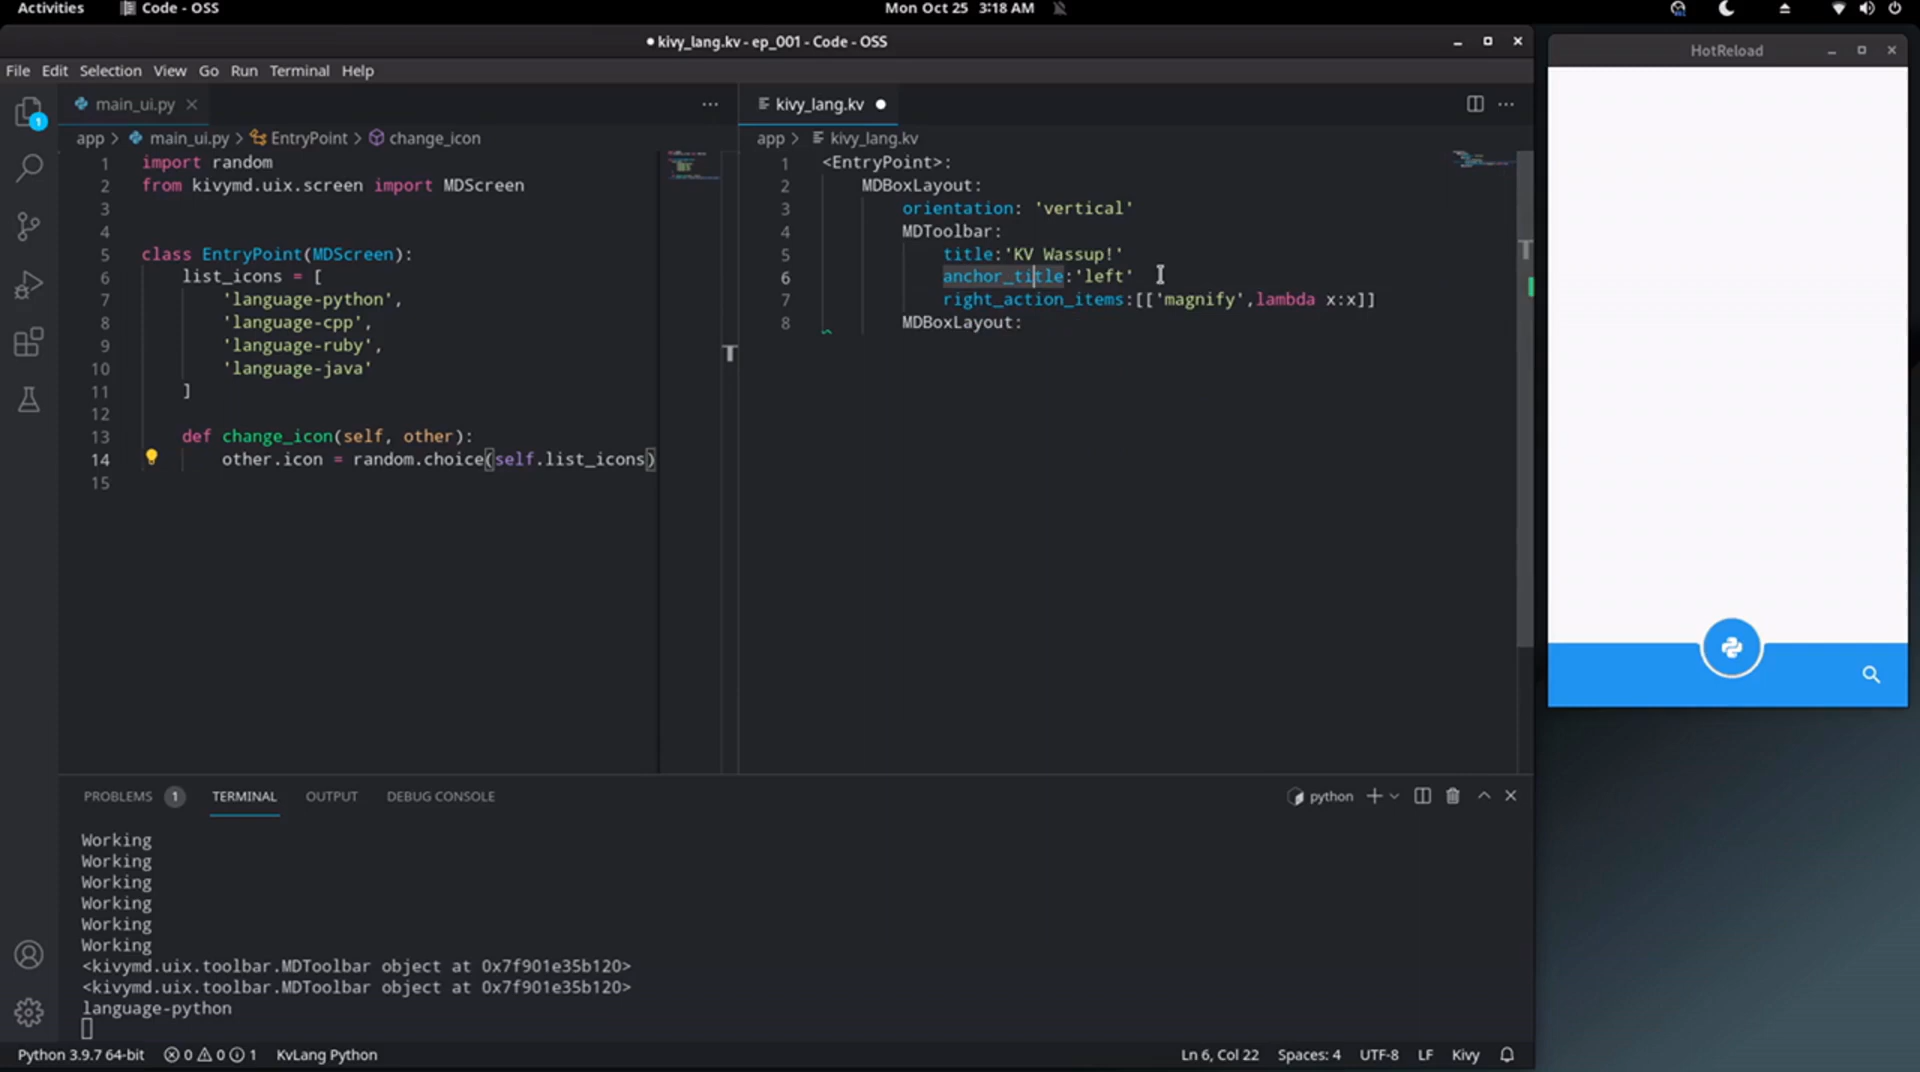 Activities
Code - OSS
Mon Oct 25 3:18 AM
kivy_lang.kv - ep_001 - Code - OSS
HotReload
File Edit Selection View Go Run Terminal Help
main_ui.py
app > main_ui.py > EntryPoint > change_icon
1 import random
2 from kivymd.uix.screen import MDScreen
3
4
5 class EntryPoint(MDScreen):
6 list_icons = [
7 'language-python',
8 'language-cpp',
9 'language-ruby',
10 'language-java'
11 ]
12
13 def change_icon(self, other):
14 other.icon = random.choice(self.list_icons)
15
kivy_lang.kv
app > kivy_lang.kv
1 <EntryPoint>:
2 MDBoxLayout:
3 orientation: 'vertical'
4 MDToolbar:
5 title:'KV Wassup!'
6 anchor_title:'left'
7 right_action_items:[['magnify',lambda x:x]]
8 MDBoxLayout:
1
PROBLEMS 1 TERMINAL OUTPUT DEBUG CONSOLE
python
Working
Working
Working
Working
Working
Working
<kivymd.uix.toolbar.MDToolbar object at 0x7f901e35b120>
<kivymd.uix.toolbar.MDToolbar object at 0x7f901e35b120>
language-python
Python 3.9.7 64-bit 0 0 1 KvLang Python
Ln 6, Col 22 Spaces: 4 UTF-8 LF Kivy